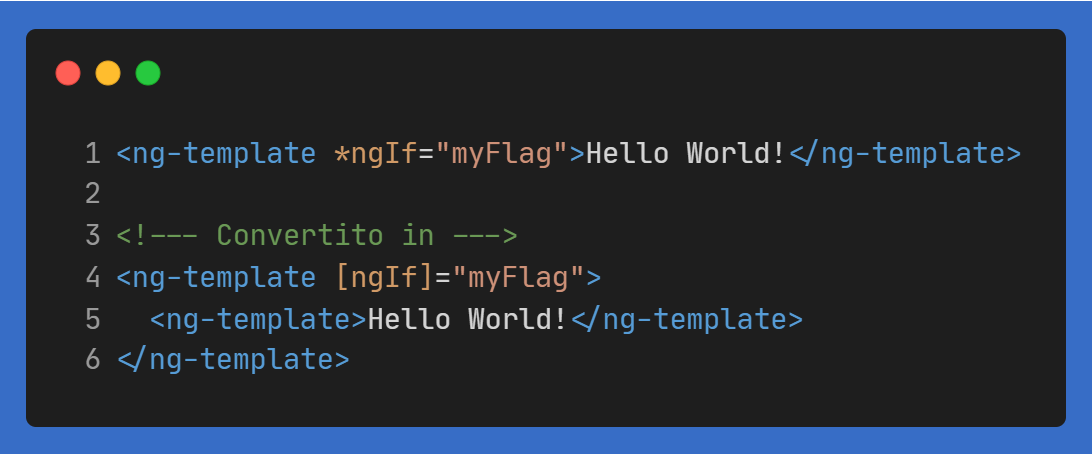 1 <ng-template *ngIf="myFlag">Hello World!</ng-template>
2
3 <!--- Convertito in --->
4 <ng-template [ngIf]="myFlag">
5   <ng-template>Hello World!</ng-template>
6 </ng-template>